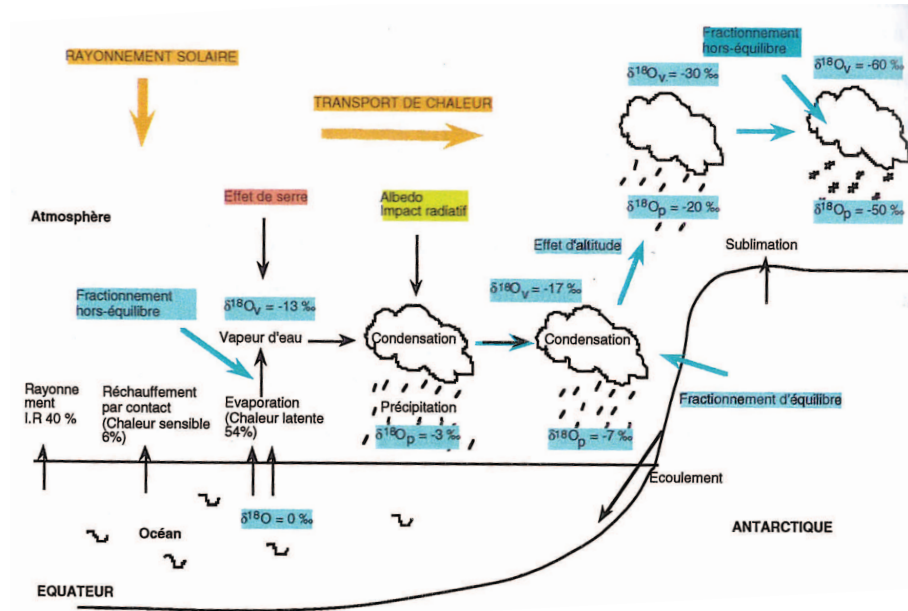 RAYONNEMENT SOLAIRE
TRANSPORT DE CHALEUR
Fractionnement
hors-équilibre
δ18Ov = -30 ‰
δ18Ov = -60 ‰
Effet de serre
Albedo
Impact radiatif
Atmosphère
δ18Op = -20 ‰
δ18Op = -50 ‰
Effet d'altitude
Sublimation
Fractionnement
hors-équilibre
δ18Ov = -13 ‰
δ18Ov = -17 ‰
Vapeur d'eau
Condensation
Condensation
Rayonne
ment
I.R 40 %
Réchauffement
par contact
(Chaleur sensible
6%)
Evaporation
(Chaleur latente
54%)
Précipitation
δ18Op = -3 ‰
δ18Op = -7 ‰
Fractionnement d'équilibre
Ecoulement
δ18O = 0 ‰
Océan
ANTARCTIQUE
EQUATEUR